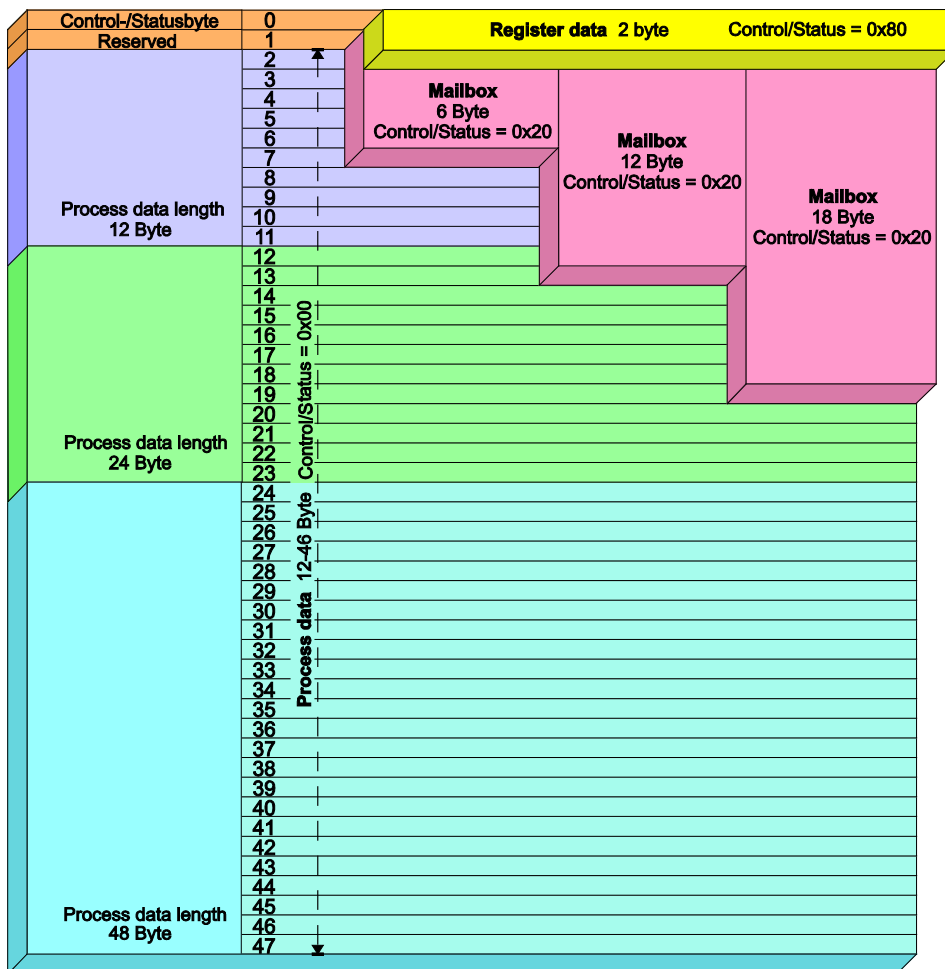 Control-/Statusbyte 0
Reserved 1
Register data 2 byte Control/Status = 0x80
2
3
4
5
6
7
Mailbox
6 Byte
Control/Status = 0x20
Mailbox
12 Byte
Control/Status = 0x20
Mailbox
18 Byte
Control/Status = 0x20
8
9
10
11
Process data length
12 Byte
12
13
14
15
16
17
18
19
20
21
22
23
Process data length
24 Byte
Process data 12-46 Byte Control/Status = 0x00
24
25
26
27
28
29
30
31
32
33
34
35
36
37
38
39
40
41
42
43
44
45
46
47
Process data length
48 Byte